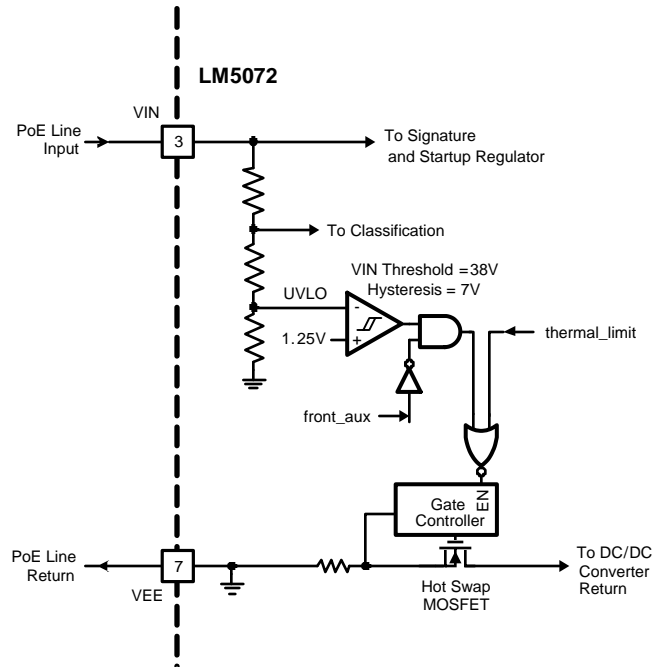 LM5072
VIN
PoE Line
Input
3
To Signature
and Startup Regulator
To Classification
VIN Threshold =38V
Hysteresis = 7V
UVLO
-
1.25V
+
thermal_limit
front_aux
Gate
Controller
EN
PoE Line
Return
7
VEE
Hot Swap
MOSFET
To DC/DC
Converter
Return